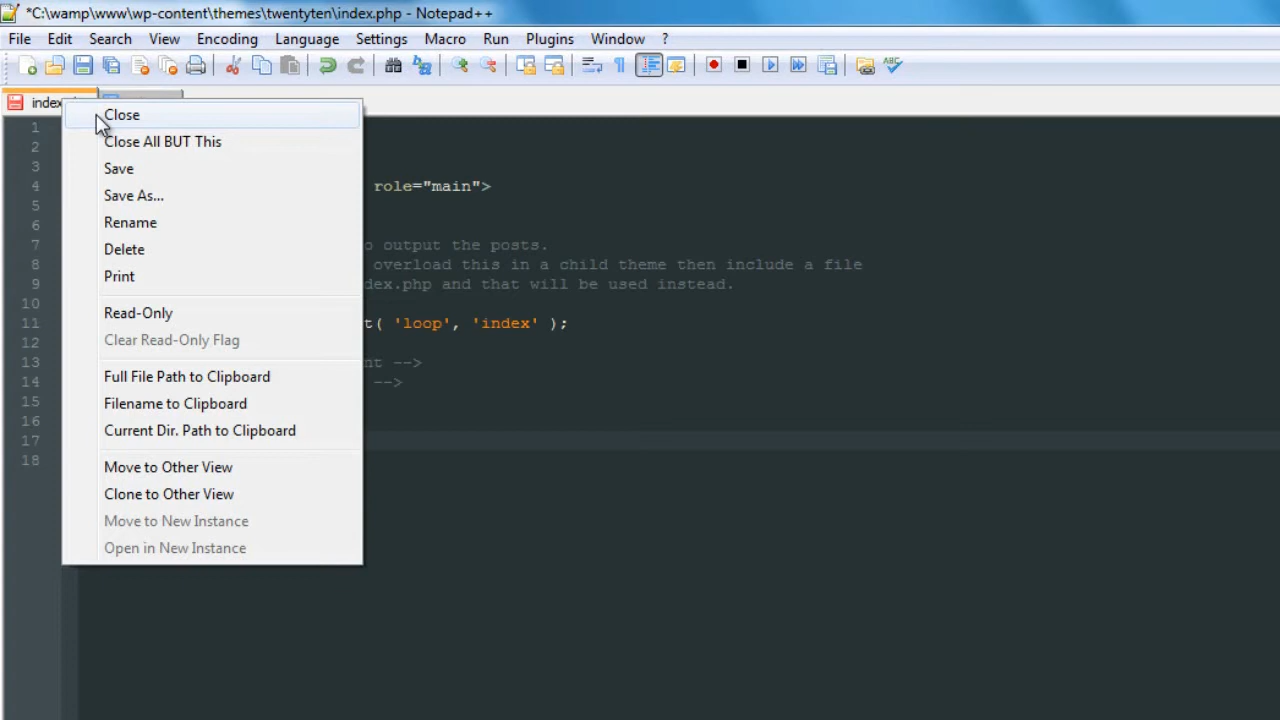 *C:\wamp\www\wp-content\themes\twentyten\index.php - Notepad++
File Edit Search View Encoding Language Settings Macro Run Plugins Window ?
ABC
index
Close
Close All BUT This
Save
Save As...
Rename
Delete
Print
Read-Only
Clear Read-Only Flag
Full File Path to Clipboard
Filename to Clipboard
Current Dir. Path to Clipboard
Move to Other View
Clone to Other View
Move to New Instance
Open in New Instance
1
2
3
4 role="main">
5
6
7 o output the posts.
8 overload this in a child theme then include a file
9 dex.php and that will be used instead.
10
11 t( 'loop', 'index' );
12
13 nt -->
14 -->
15
16
17
18